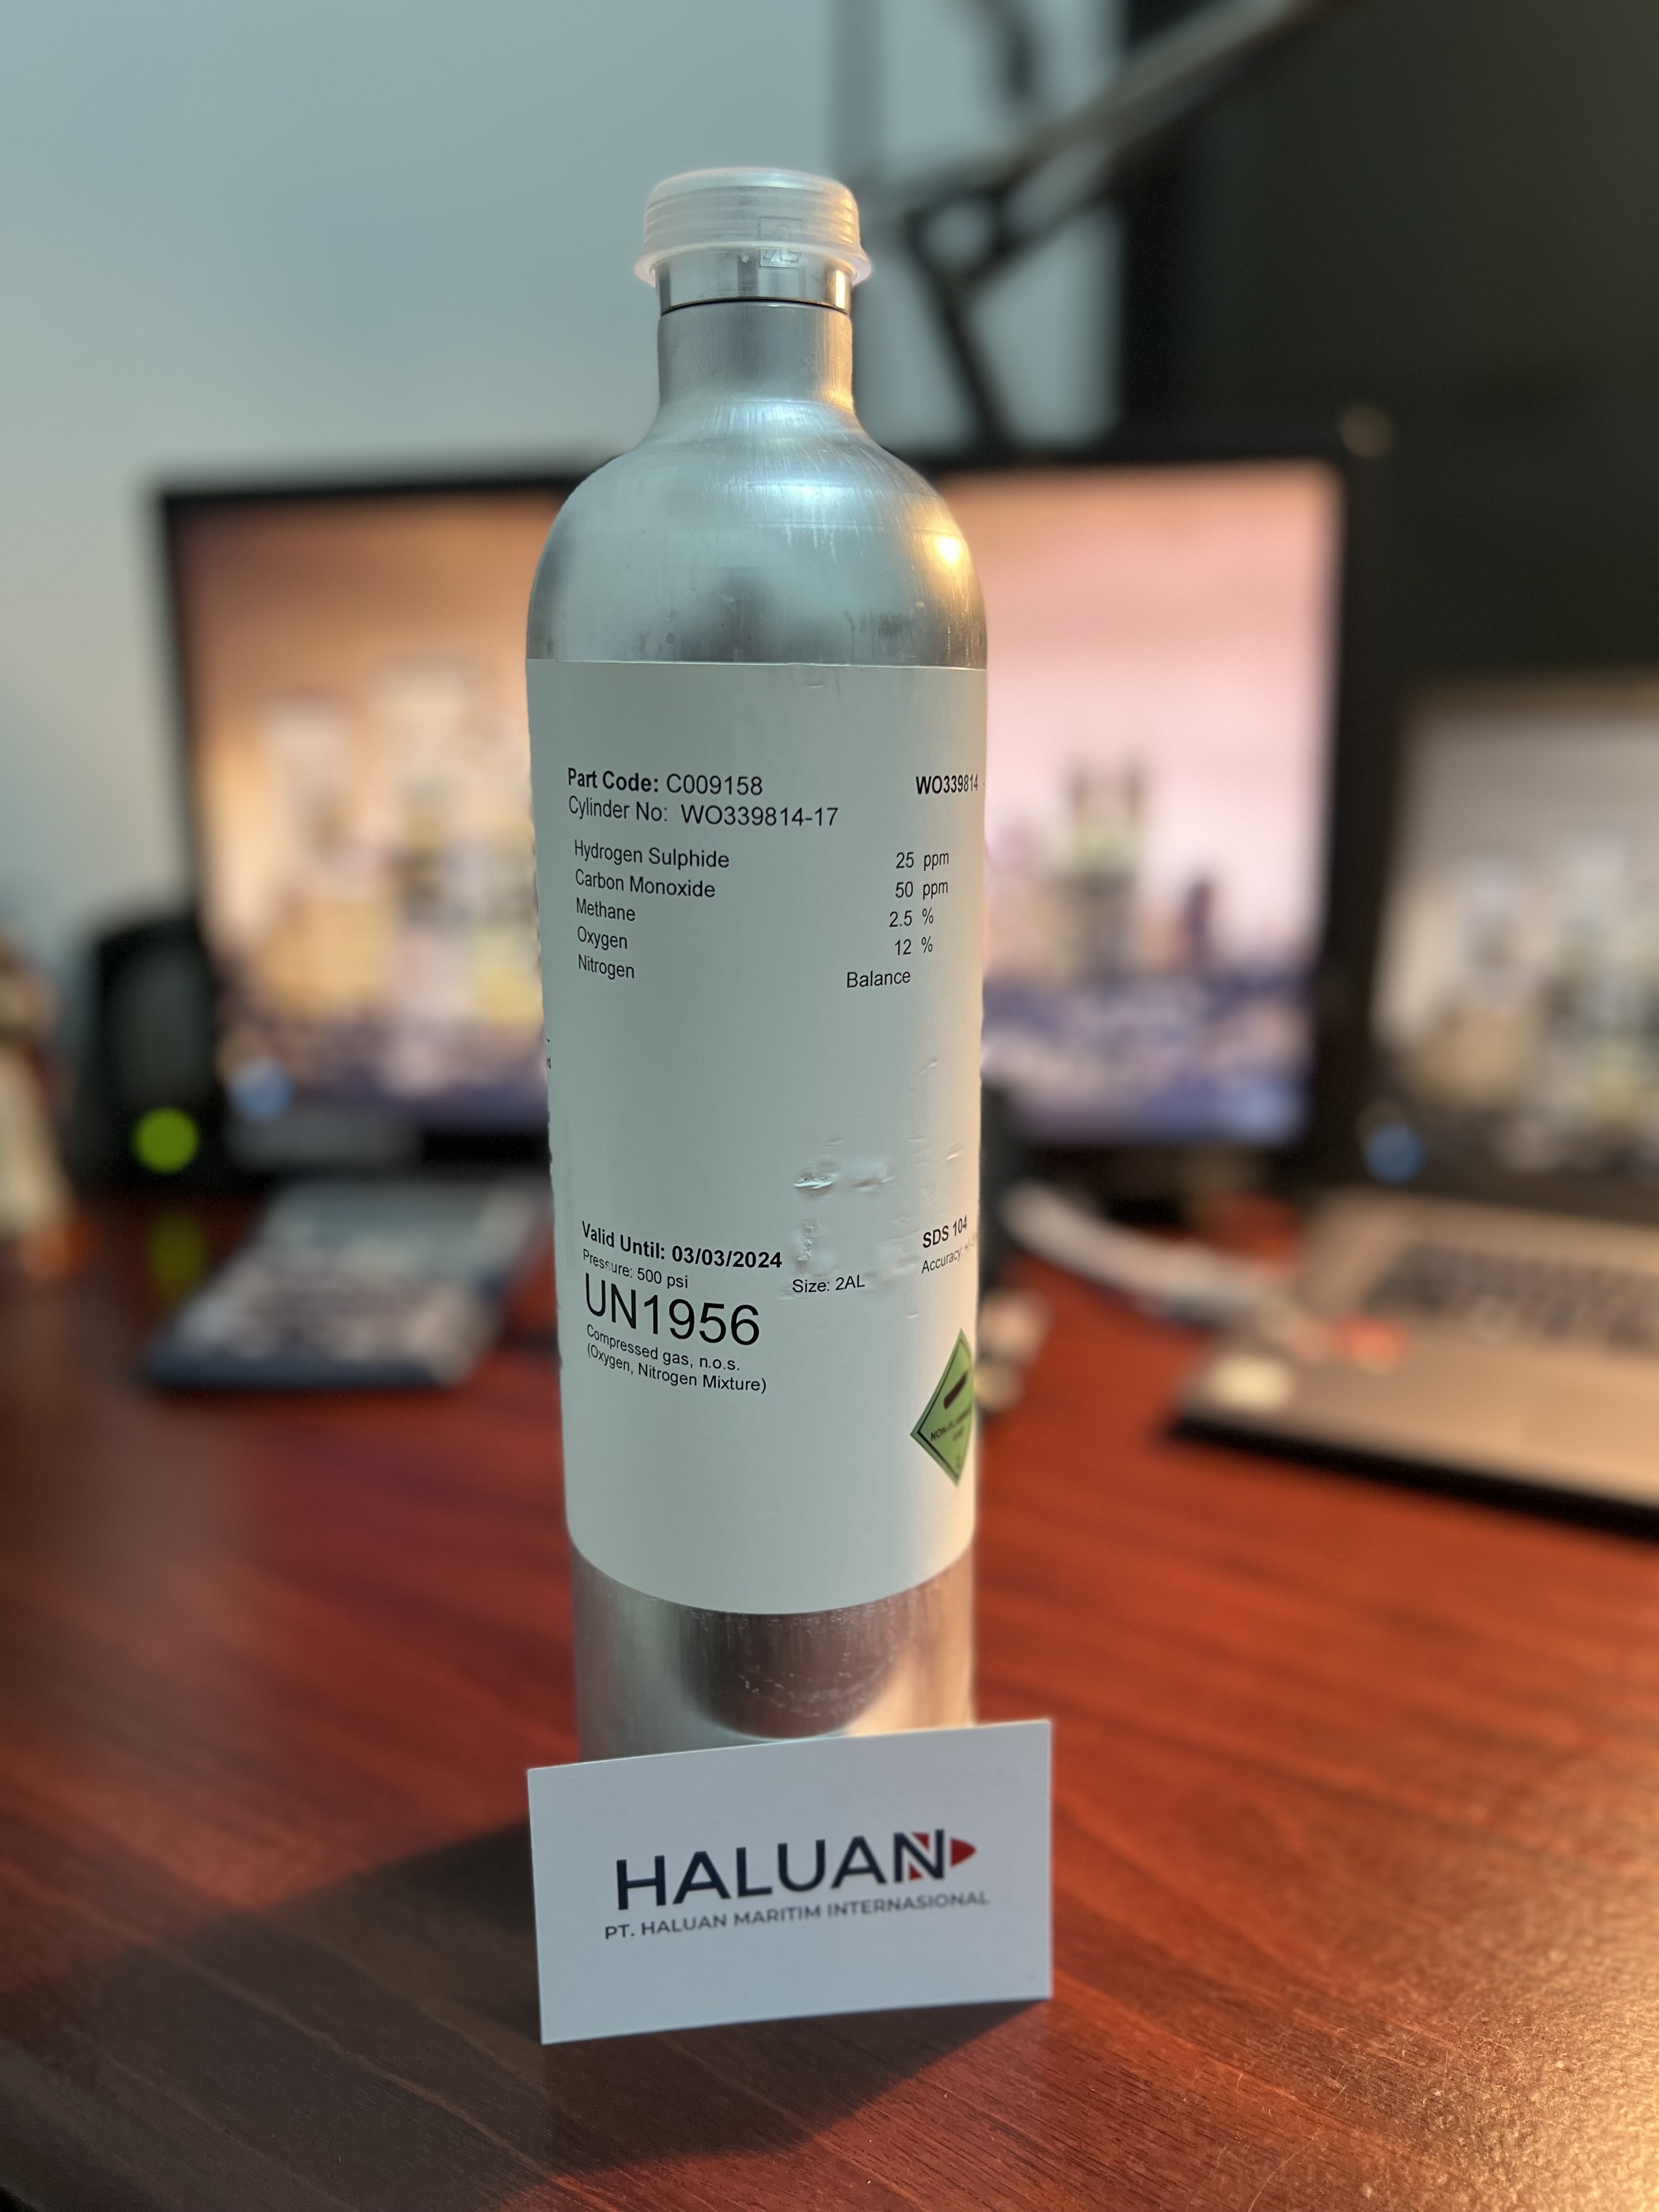 Part Code: C009158 WO339814
Cylinder No: WO339814-17
Hydrogen Sulphide 25 ppm
Carbon Monoxide 50 ppm
Methane 2.5 %
Oxygen 12 %
Nitrogen Balance
Valid Until: 03/03/2024 SDS 104
Pressure: 500 psi Size: 2AL Accuracy:
UN1956
Compressed gas, n.o.s.
(Oxygen, Nitrogen Mixture)
HALUAN
PT. HALUAN MARITIM INTERNASIONAL